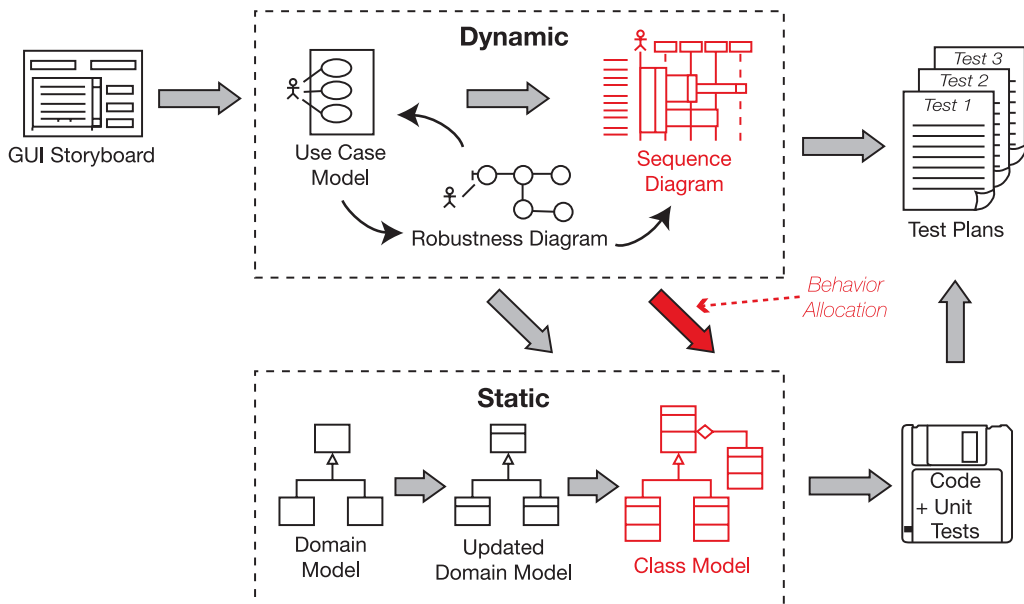 Dynamic
GUI Storyboard
Use Case
Model
Sequence
Diagram
Robustness Diagram
Test 3
Test 2
Test 1
Test Plans
Behavior
Allocation
Static
Domain
Model
Updated
Domain Model
Class Model
Code
+ Unit
Tests